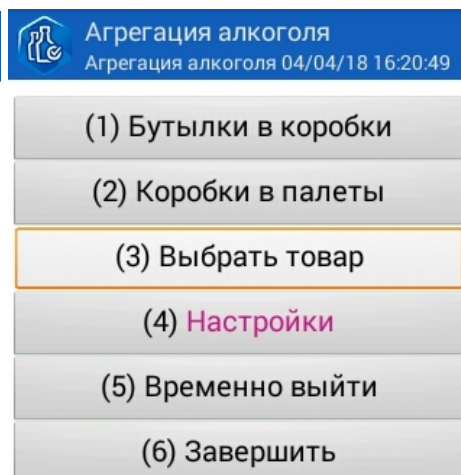 Агрегация алкоголя
Агрегация алкоголя 04/04/18 16:20:49
(1) Бутылки в коробки
(2) Коробки в палеты
(3) Выбрать товар
(4) Настройки
(5) Временно выйти
(6) Завершить